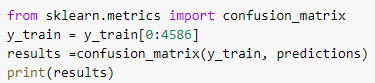 from sklearn.metrics import confusion_matrix
y_train = y_train[0:4586]
results =confusion_matrix(y_train, predictions)
print(results)